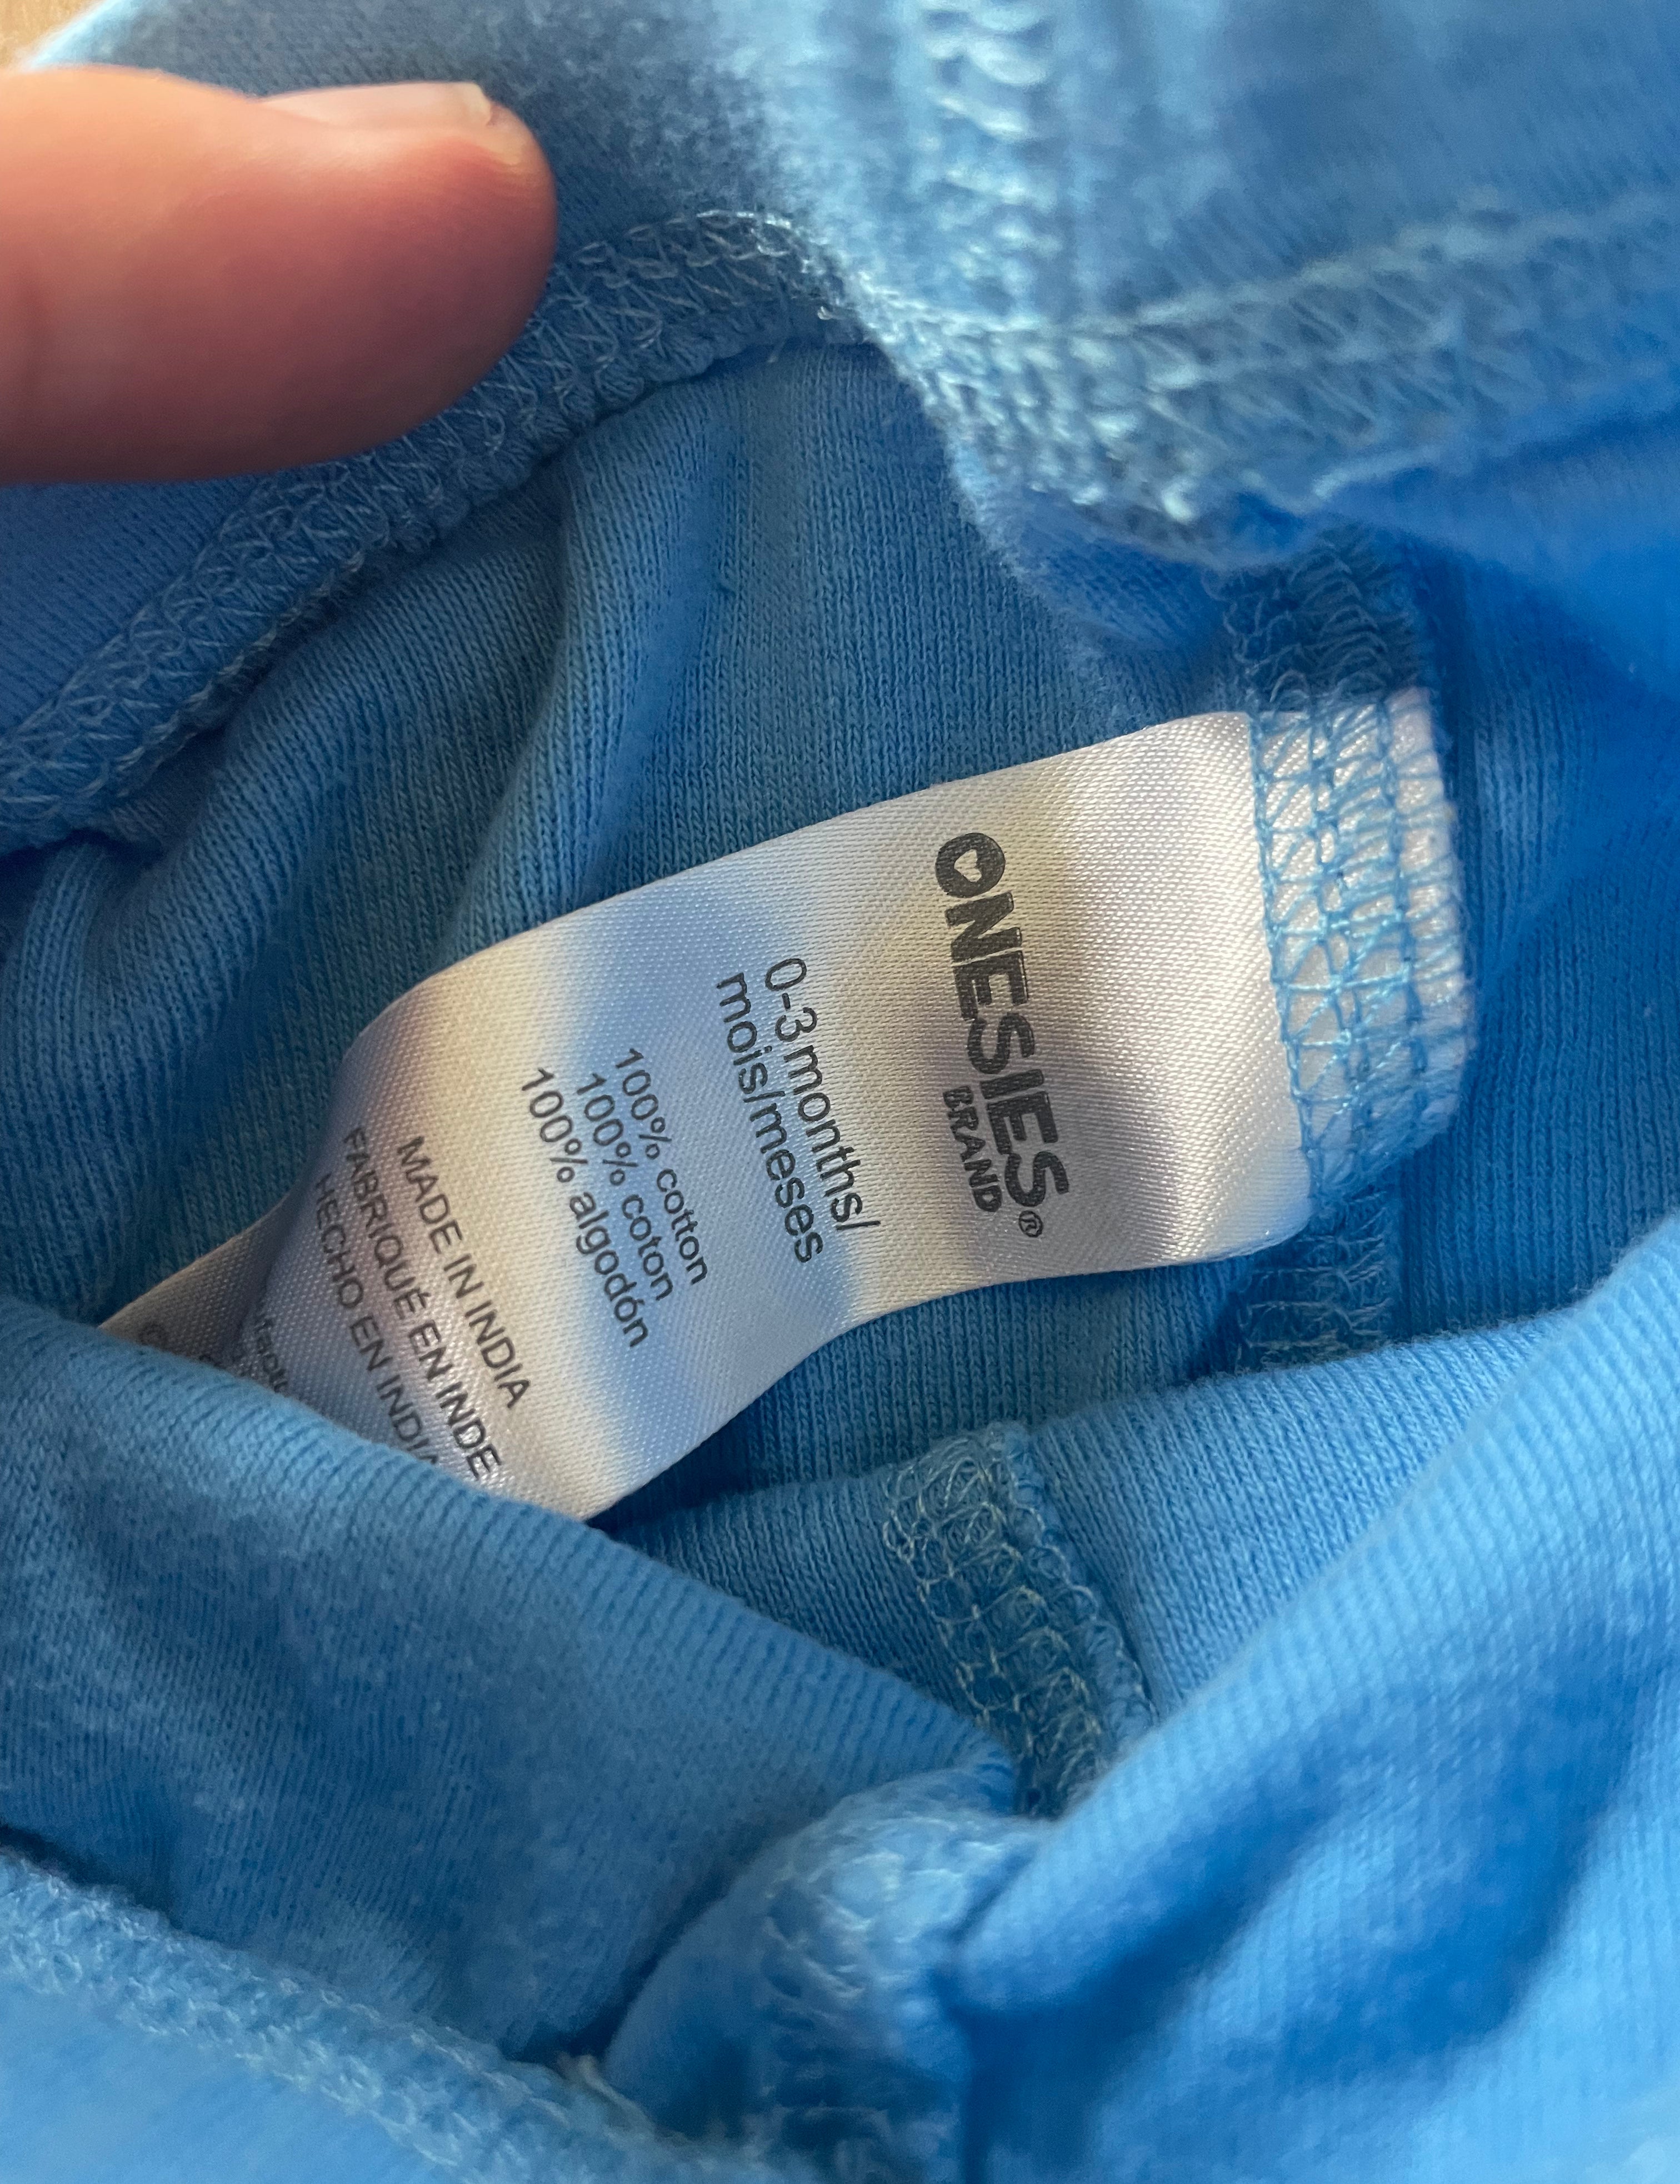 ONESIES®
BRAND
0-3 months/
mois/meses
100% cotton
100% coton
100% algodón
MADE IN INDIA
FABRIQUÉ EN INDE
HECHO EN INDIA